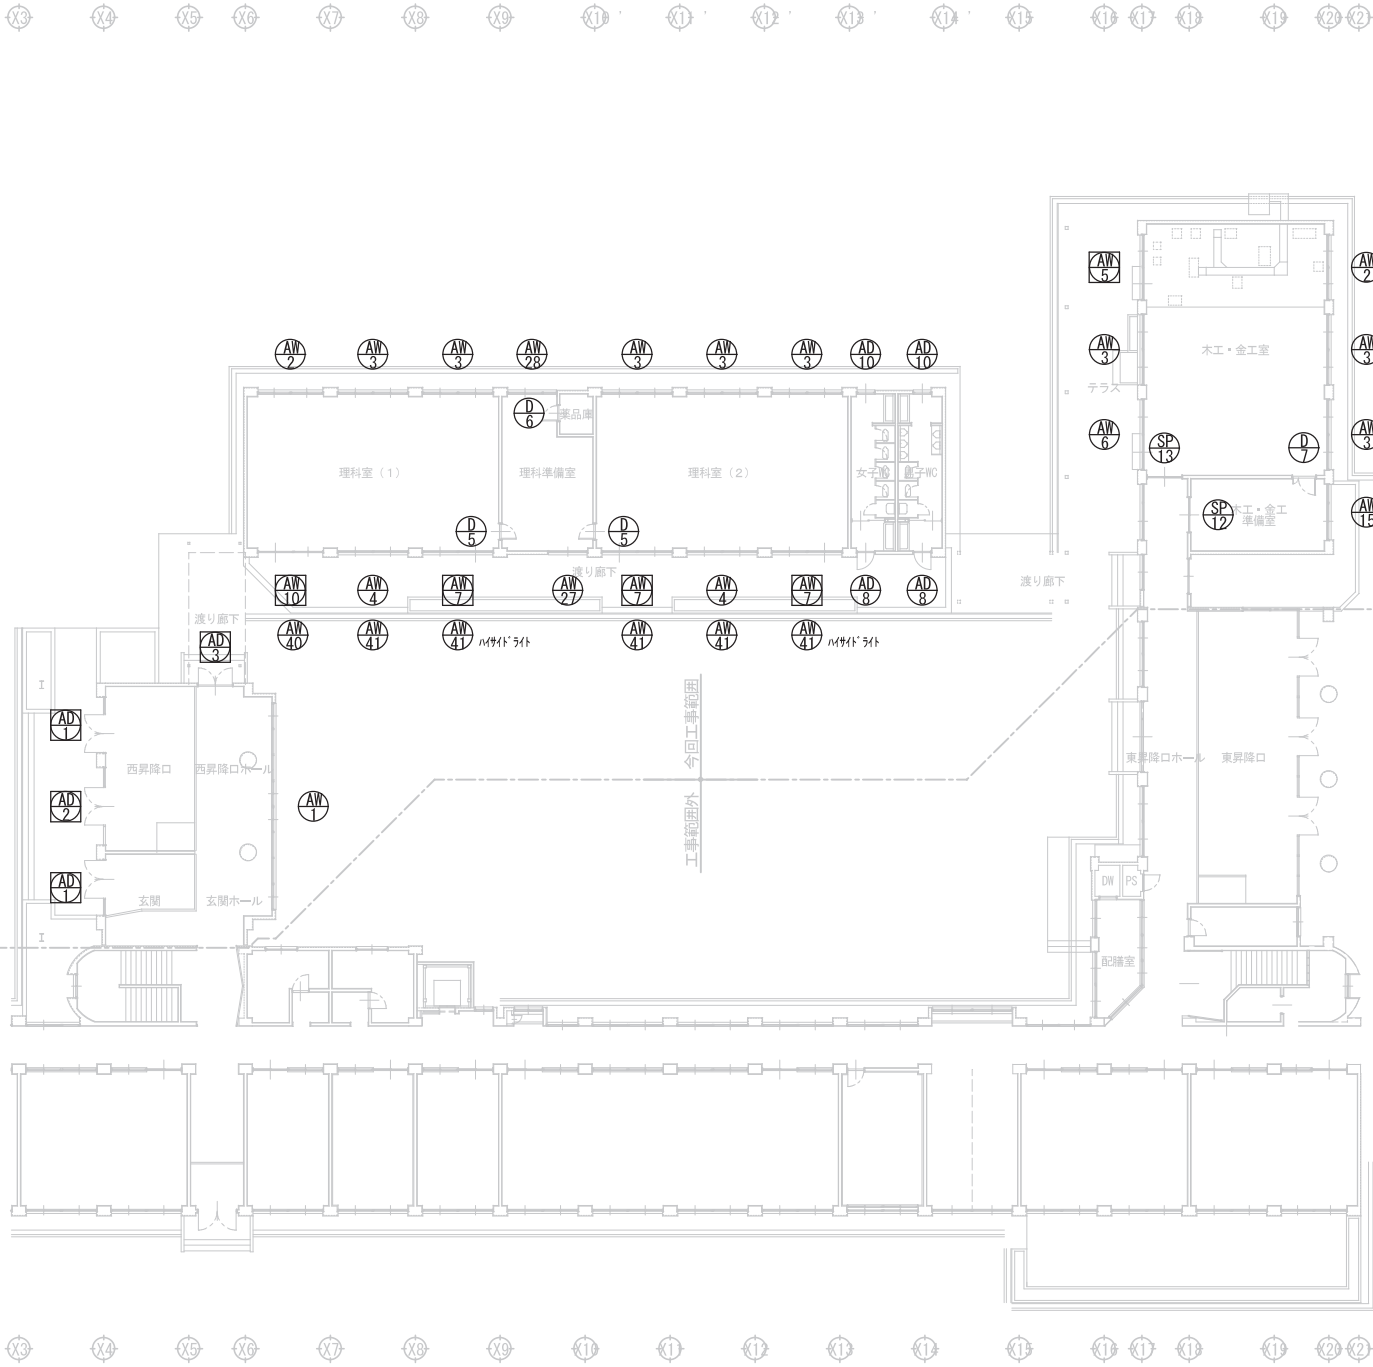 X3 X4 X5 X6 X7 X8 X9 X10' X11' X12' X13' X14' X15 X16 X17 X18 X19 X20 X21
AW 5
AW 2
AW 2
AW 3
AW 3
AW 28
AW 3
AW 3
AW 3
AD 10
AD 10
AW 3
木工・金工室
AW 3
テラス
D 6
薬品庫
AW 6
SP 13
D 7
AW 3
理科室（1）
理科準備室
理科室（2）
女子WC
男子WC
D 5
D 5
SP 12
木工・金工
準備室
AW 15
渡り廊下
渡り廊下
AW 10
AW 4
AW 7
AW 27
AW 7
AW 4
AW 7
AD 8
AD 8
渡り廊下
AD 3
AW 40
AW 41
AW 41
ﾊｲｻｲﾄﾞﾗｲﾄ
AW 41
AW 41
AW 41
ﾊｲｻｲﾄﾞﾗｲﾄ
AD 1
今回工事範囲
工事範囲外
西昇降口
西昇降口ホール
東昇降口ホール
東昇降口
AD 2
AW 1
AD 1
玄関
玄関ホール
DW
PS
配膳室
X3 X4 X5 X6 X7 X8 X9 X10 X11 X12 X13 X14 X15 X16 X17 X18 X19 X20 X21